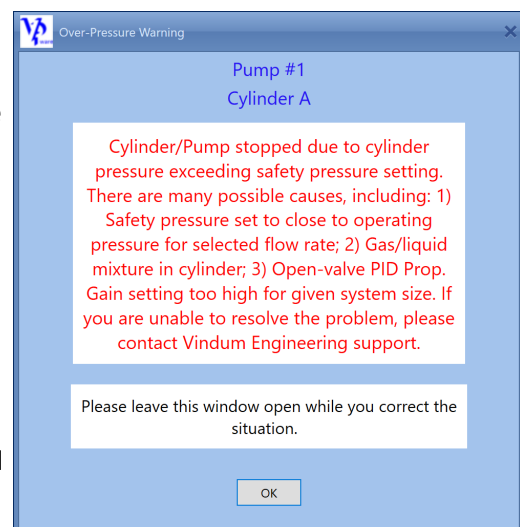 Over-Pressure Warning
Pump #1
Cylinder A
Cylinder/Pump stopped due to cylinder
pressure exceeding safety pressure setting.
There are many possible causes, including: 1)
Safety pressure set to close to operating
pressure for selected flow rate; 2) Gas/liquid
mixture in cylinder; 3) Open-valve PID Prop.
Gain setting too high for given system size. If
you are unable to resolve the problem, please
contact Vindum Engineering support.
Please leave this window open while you correct the
situation.
OK